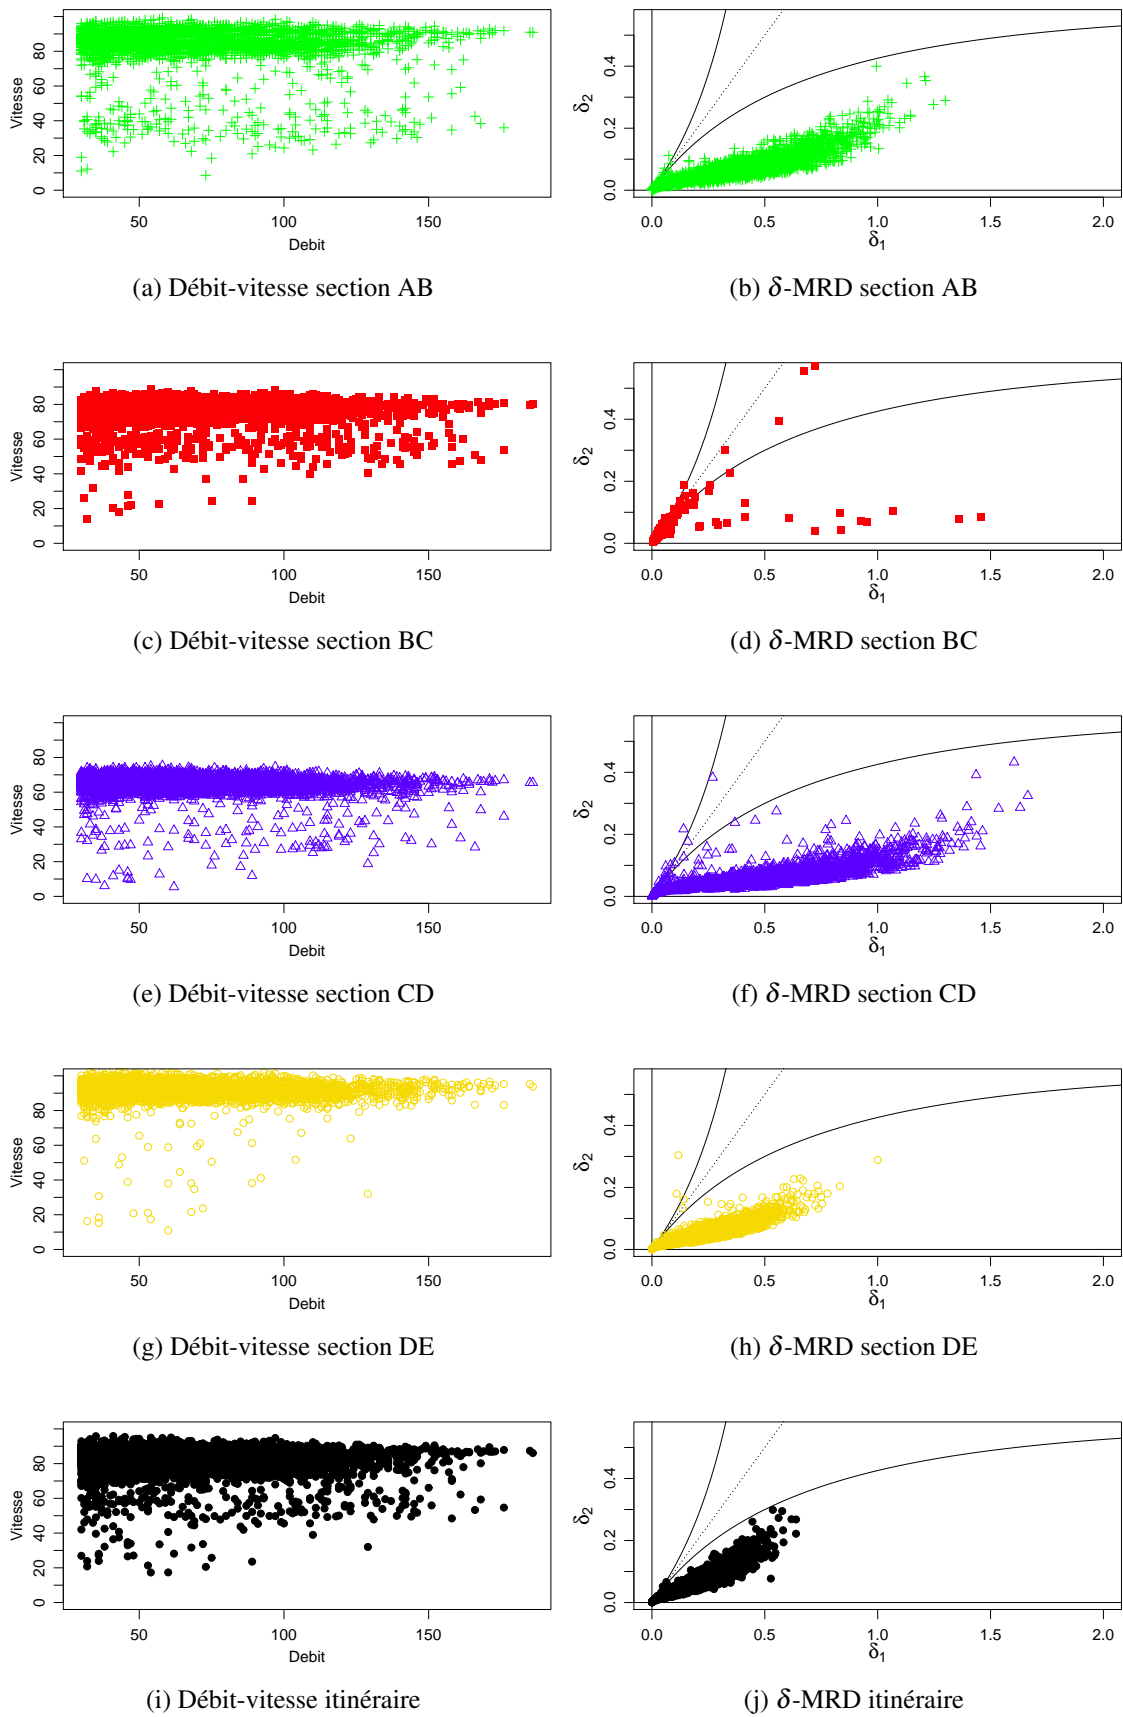 0 20 40 60 80
Vitesse
50 100 150
Debit
0.0 0.2 0.4
δ2
0.0 0.5 1.0 1.5 2.0
δ1
(a) Débit-vitesse section AB
(b) δ-MRD section AB
0 20 40 60 80
Vitesse
50 100 150
Debit
0.0 0.2 0.4
δ2
0.0 0.5 1.0 1.5 2.0
δ1
(c) Débit-vitesse section BC
(d) δ-MRD section BC
0 20 40 60 80
Vitesse
50 100 150
Debit
0.0 0.2 0.4
δ2
0.0 0.5 1.0 1.5 2.0
δ1
(e) Débit-vitesse section CD
(f) δ-MRD section CD
0 20 40 60 80
Vitesse
50 100 150
Debit
0.0 0.2 0.4
δ2
0.0 0.5 1.0 1.5 2.0
δ1
(g) Débit-vitesse section DE
(h) δ-MRD section DE
0 20 40 60 80
Vitesse
50 100 150
Debit
0.0 0.2 0.4
δ2
0.0 0.5 1.0 1.5 2.0
δ1
(i) Débit-vitesse itinéraire
(j) δ-MRD itinéraire